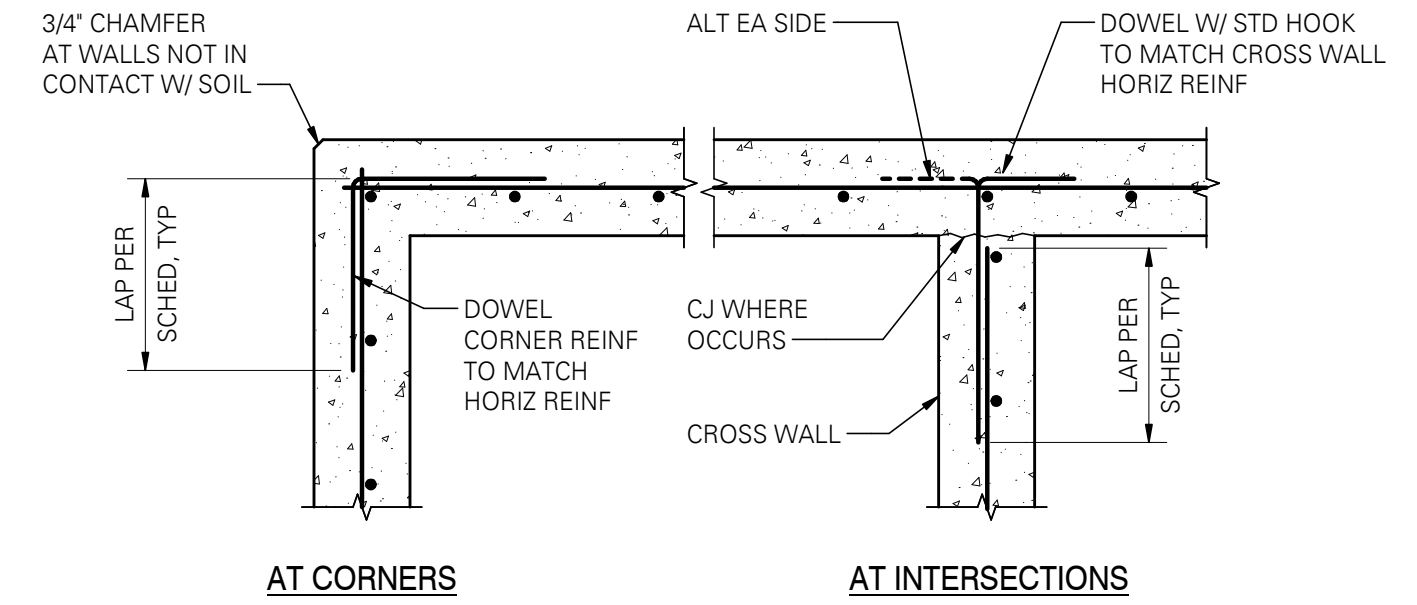 3/4" CHAMFER
AT WALLS NOT IN
CONTACT W/ SOIL
LAP PER
SCHED, TYP
DOWEL
CORNER REINF
TO MATCH
HORIZ REINF
AT CORNERS
ALT EA SIDE
DOWEL W/ STD HOOK
TO MATCH CROSS WALL
HORIZ REINF
CJ WHERE
OCCURS
CROSS WALL
LAP PER
SCHED, TYP
AT INTERSECTIONS